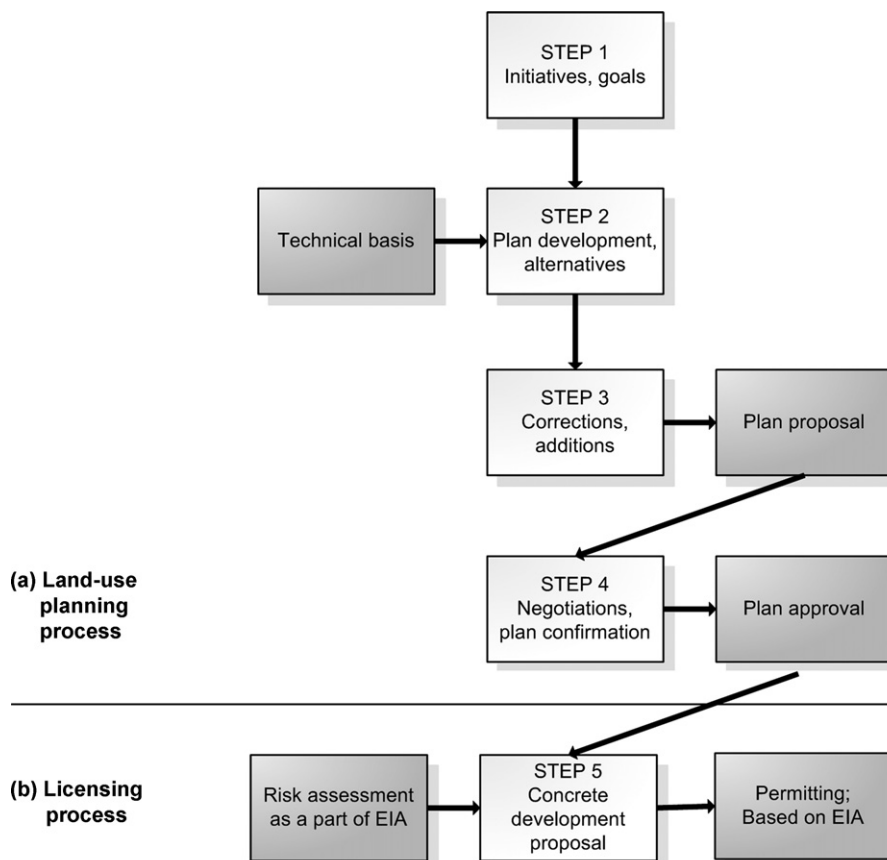 STEP 1
Initiatives, goals
Technical basis
STEP 2
Plan development,
alternatives
STEP 3
Corrections,
additions
Plan proposal
(a) Land-use
planning
process
STEP 4
Negotiations,
plan confirmation
Plan approval
(b) Licensing
process
Risk assessment
as a part of EIA
STEP 5
Concrete
development
proposal
Permitting;
Based on EIA